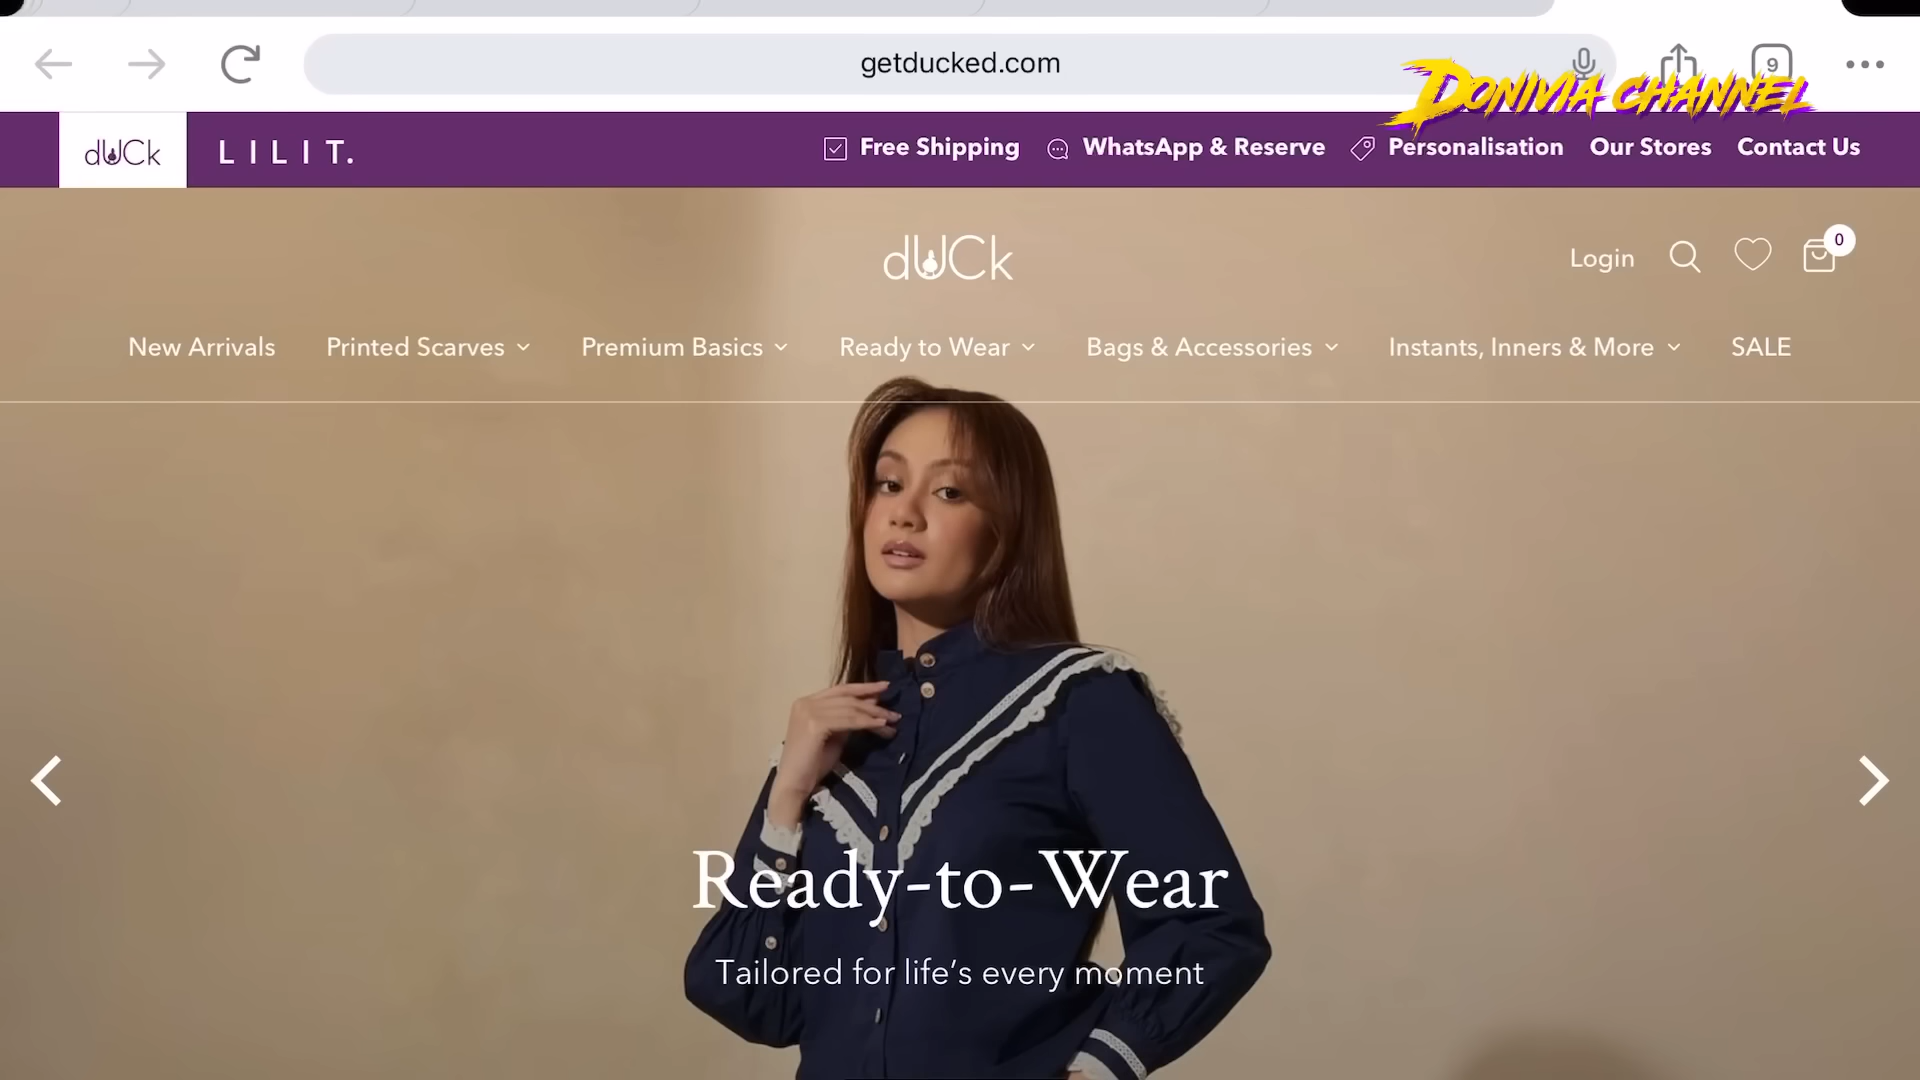 getducked.com
9
DONIVIA CHANNEL
dUCk
LILIT.
Free Shipping
WhatsApp & Reserve
Personalisation
Our Stores
Contact Us
dUCk
Login
0
New Arrivals
Printed Scarves
Premium Basics
Ready to Wear
Bags & Accessories
Instants, Inners & More
SALE
Ready-to-Wear
Tailored for life’s every moment